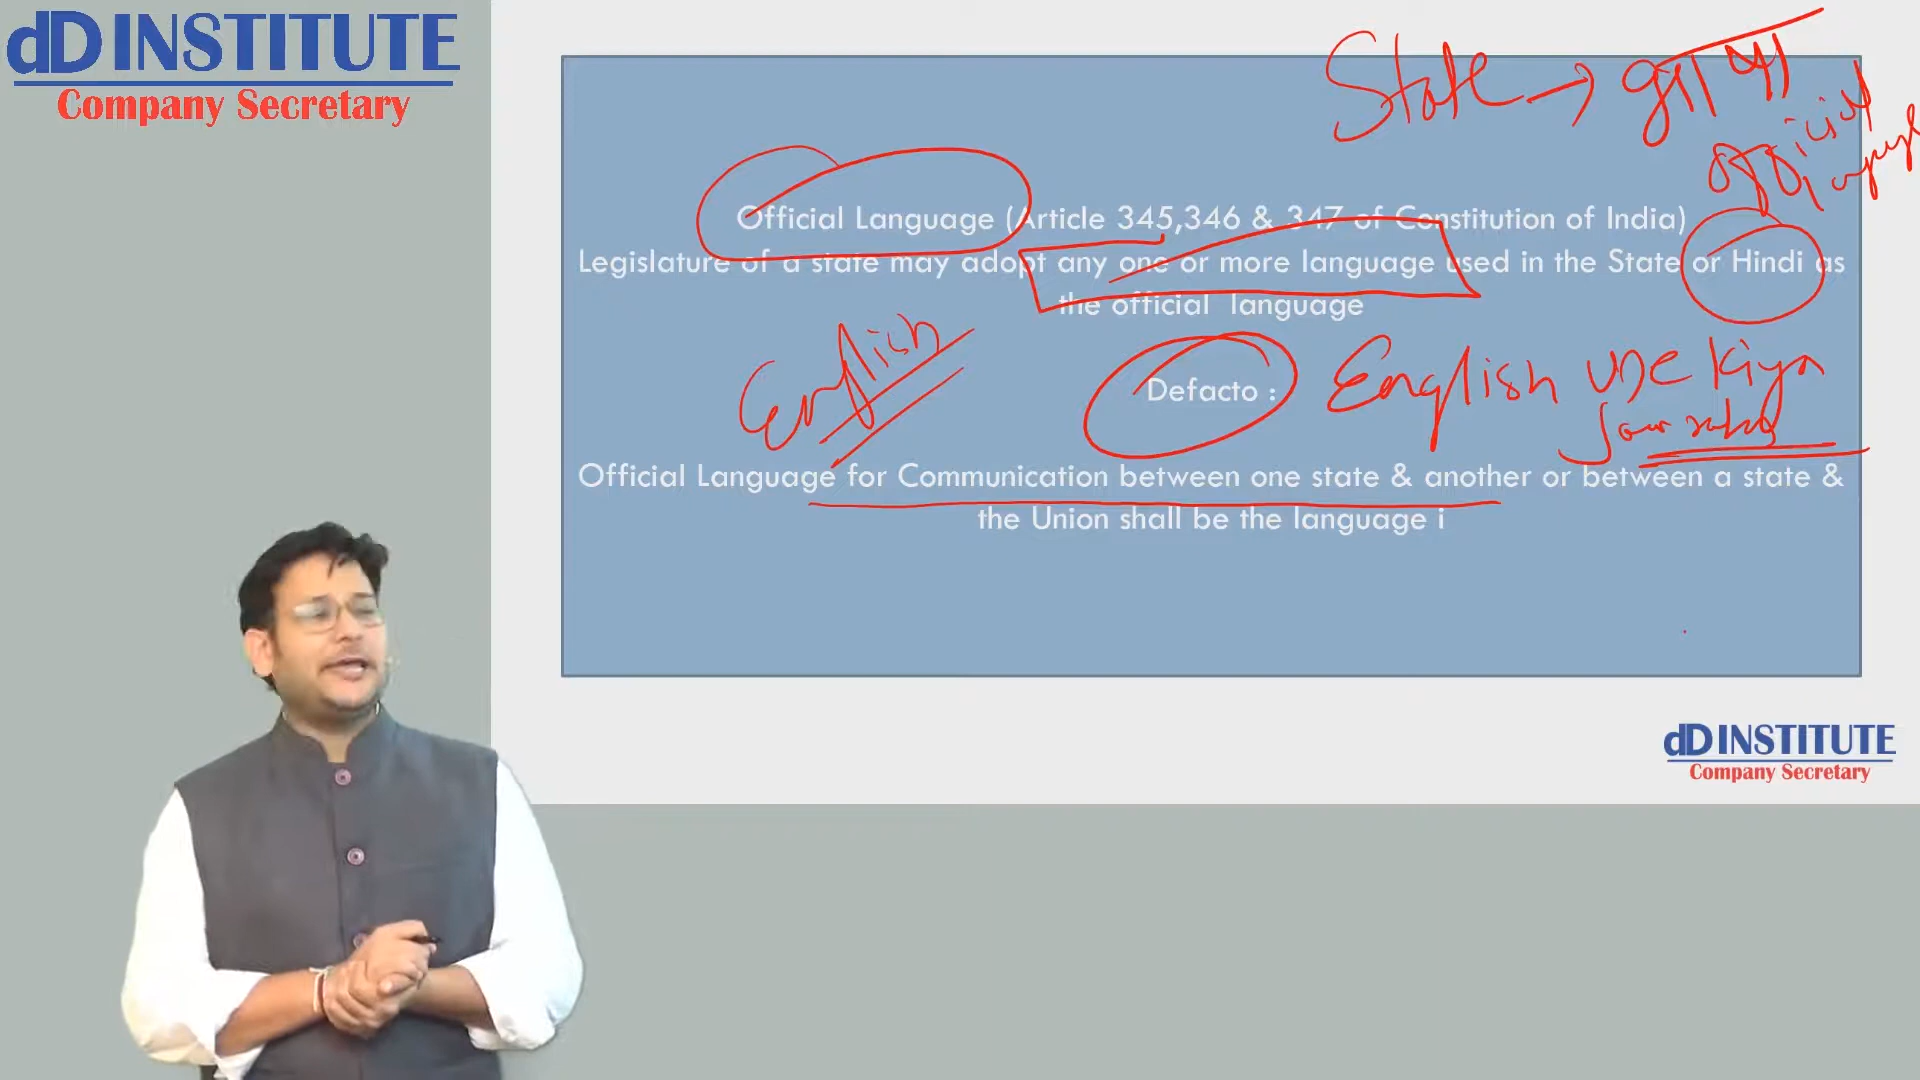 dD INSTITUTE
Company Secretary
State → अपनी
official
Official Language (Article 345,346 & 347 of Constitution of India)
Legislature of a state may adopt any one or more language used in the State or Hindi as
the official language
English
Defacto : English use kiya
Official Language for Communication between one state & another or between a state &
the Union shall be the language i
dD INSTITUTE
Company Secretary